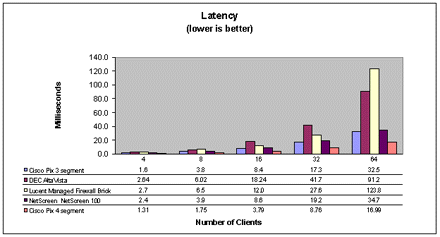 Latency
(lower is better)
Milliseconds
140.0
120.0
100.0
80.0
60.0
40.0
20.0
0.0
4 8 16 32 64
Cisco Pix 3 segment 1.6 3.8 8.4 17.3 32.5
DEC AltaVista 2.64 6.02 18.24 41.7 91.2
Lucent Managed Firewall Brick 2.7 6.5 12.0 27.6 123.8
NetScreen NetScreen 100 2.4 3.9 8.6 19.2 34.7
Cisco Pix 4 segment 1.31 1.75 3.79 8.76 16.99
Number of Clients